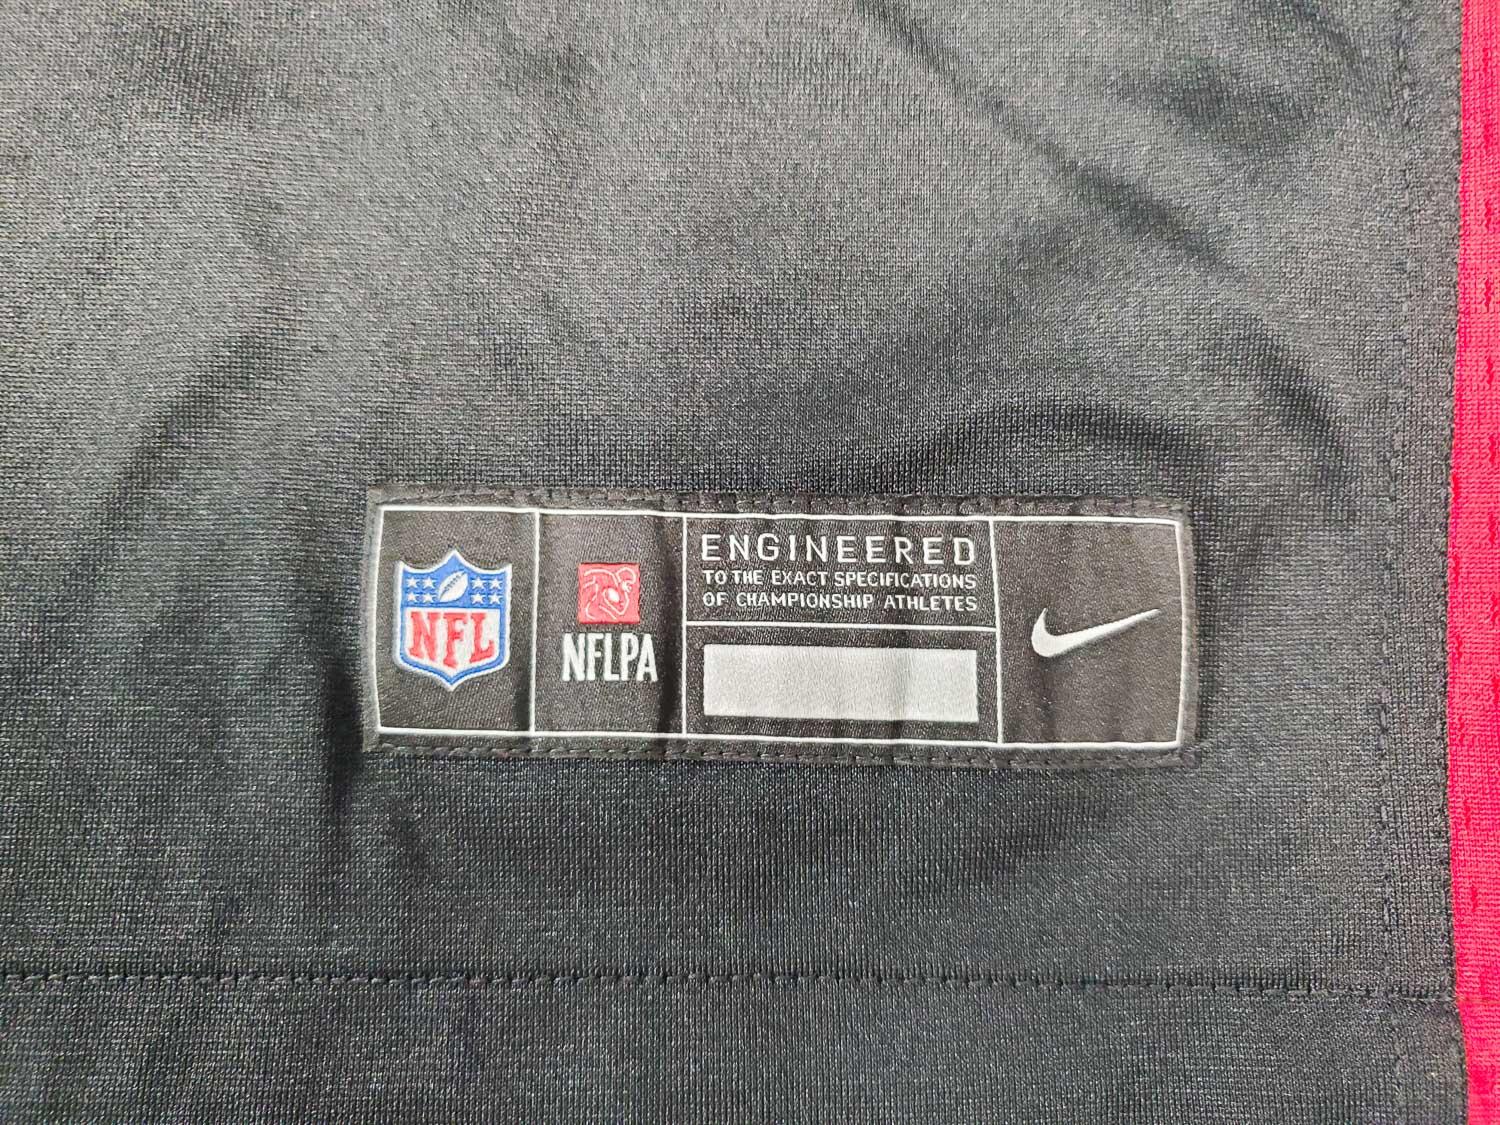 NFL
NFLPA
ENGINEERED
TO THE EXACT SPECIFICATIONS
OF CHAMPIONSHIP ATHLETES